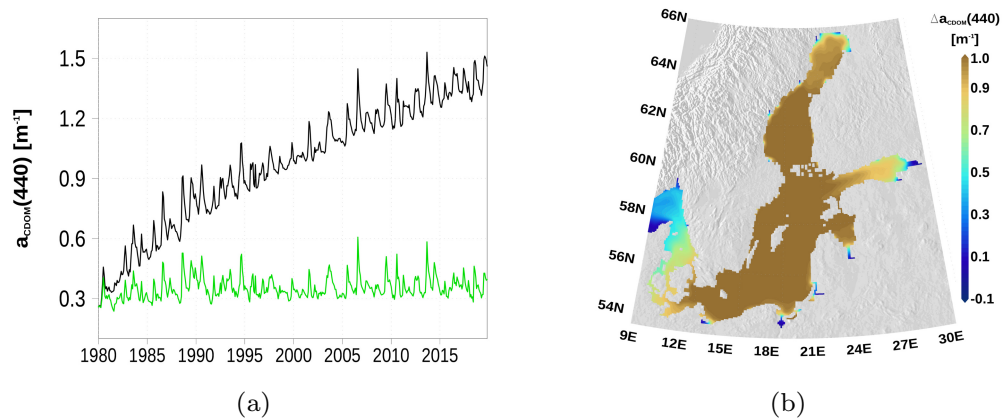 1.5
1.2
0.9
0.6
0.3
aCDOM(440) [m-1]
1980 1985 1990 1995 2000 2005 2010 2015
(a)
66N
64N
62N
60N
58N
56N
54N
9E 12E 15E 18E 21E 24E 27E 30E
ΔaCDOM(440)
[m-1]
1.0
0.9
0.7
0.5
0.3
0.1
-0.1
(b)